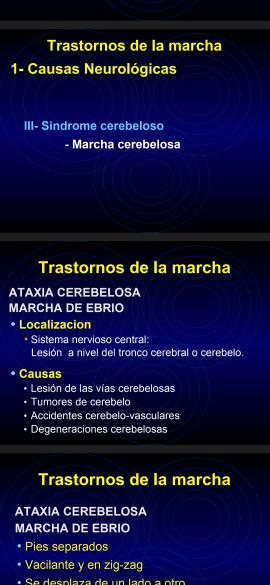 Trastornos de la marcha
1- Causas Neurológicas
III- Sindrome cerebeloso
- Marcha cerebelosa
Trastornos de la marcha
ATAXIA CEREBELOSA
MARCHA DE EBRIO
• Localizacion
• Sistema nervioso central:
Lesión a nivel del tronco cerebral o cerebelo.
• Causas
• Lesión de las vías cerebelosas
• Tumores de cerebelo
• Accidentes cerebelo-vasculares
• Degeneraciones cerebelosas
Trastornos de la marcha
ATAXIA CEREBELOSA
MARCHA DE EBRIO
• Pies separados
• Vacilante y en zig-zag
• Se desplaza de un lado a otro